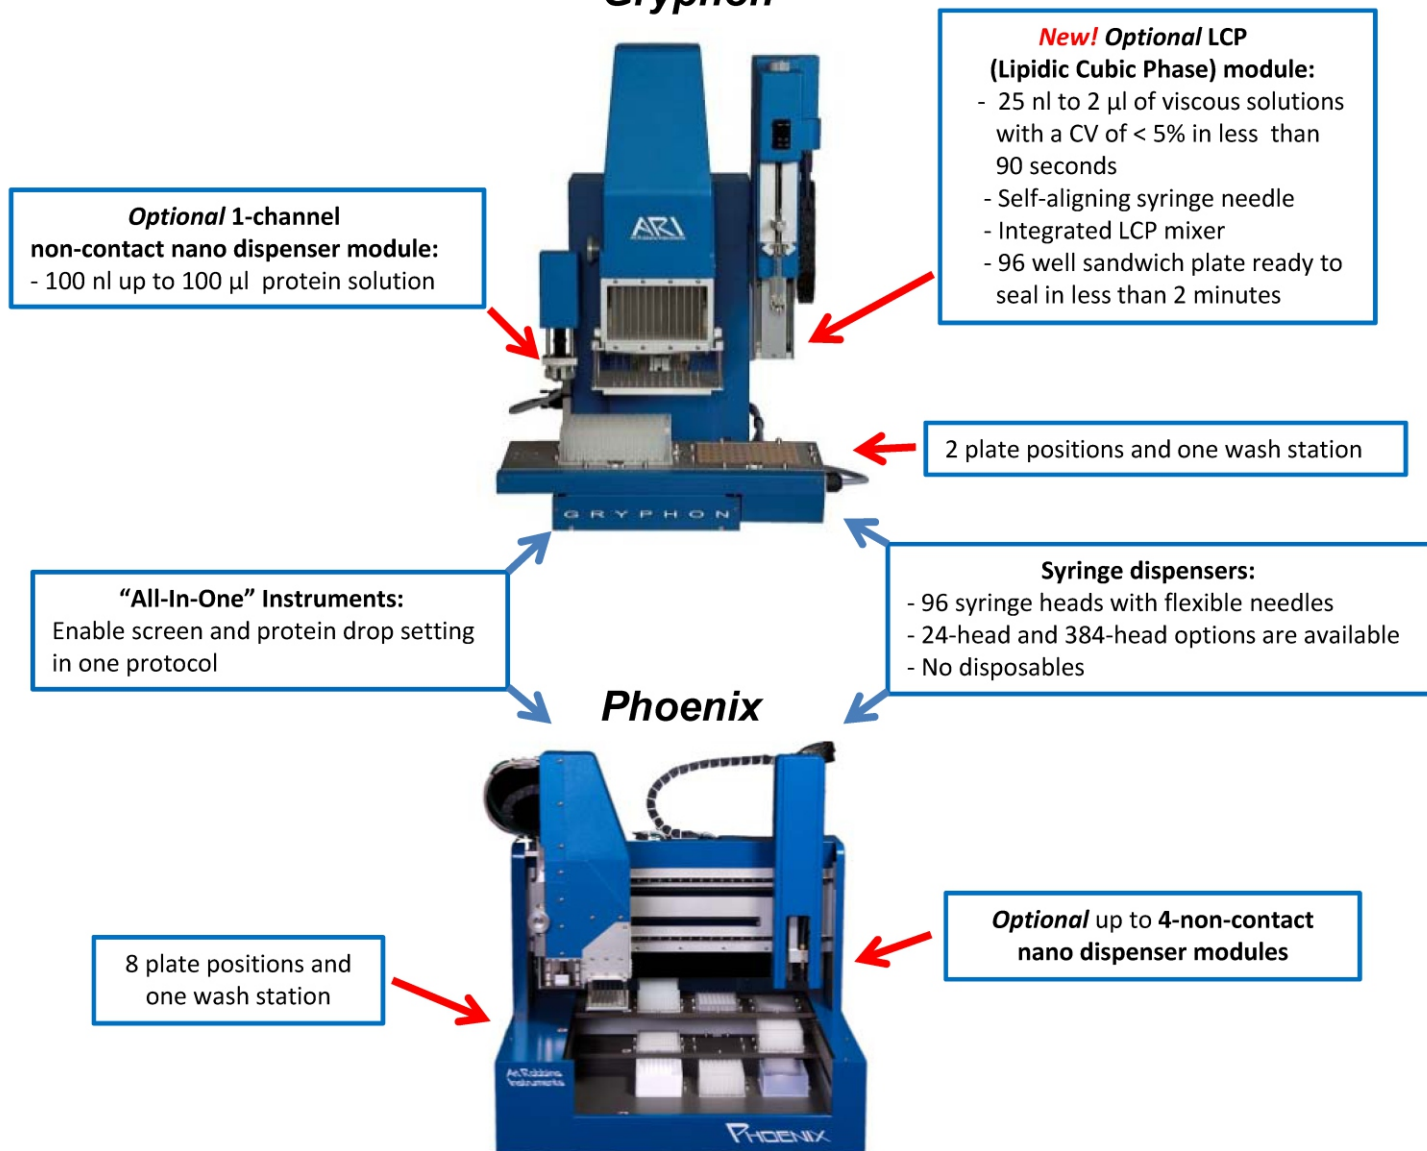 Gryphon
New! Optional LCP
(Lipidic Cubic Phase) module:
- 25 nl to 2 µl of viscous solutions
with a CV of < 5% in less than
90 seconds
- Self-aligning syringe needle
- Integrated LCP mixer
- 96 well sandwich plate ready to
seal in less than 2 minutes
Optional 1-channel
non-contact nano dispenser module:
- 100 nl up to 100 µl protein solution
ARI
2 plate positions and one wash station
GRYPHON
"All-In-One" Instruments:
Enable screen and protein drop setting
in one protocol
Syringe dispensers:
- 96 syringe heads with flexible needles
- 24-head and 384-head options are available
- No disposables
Phoenix
8 plate positions and
one wash station
Optional up to 4-non-contact
nano dispenser modules
Art Robbins
Instruments
PHOENIX